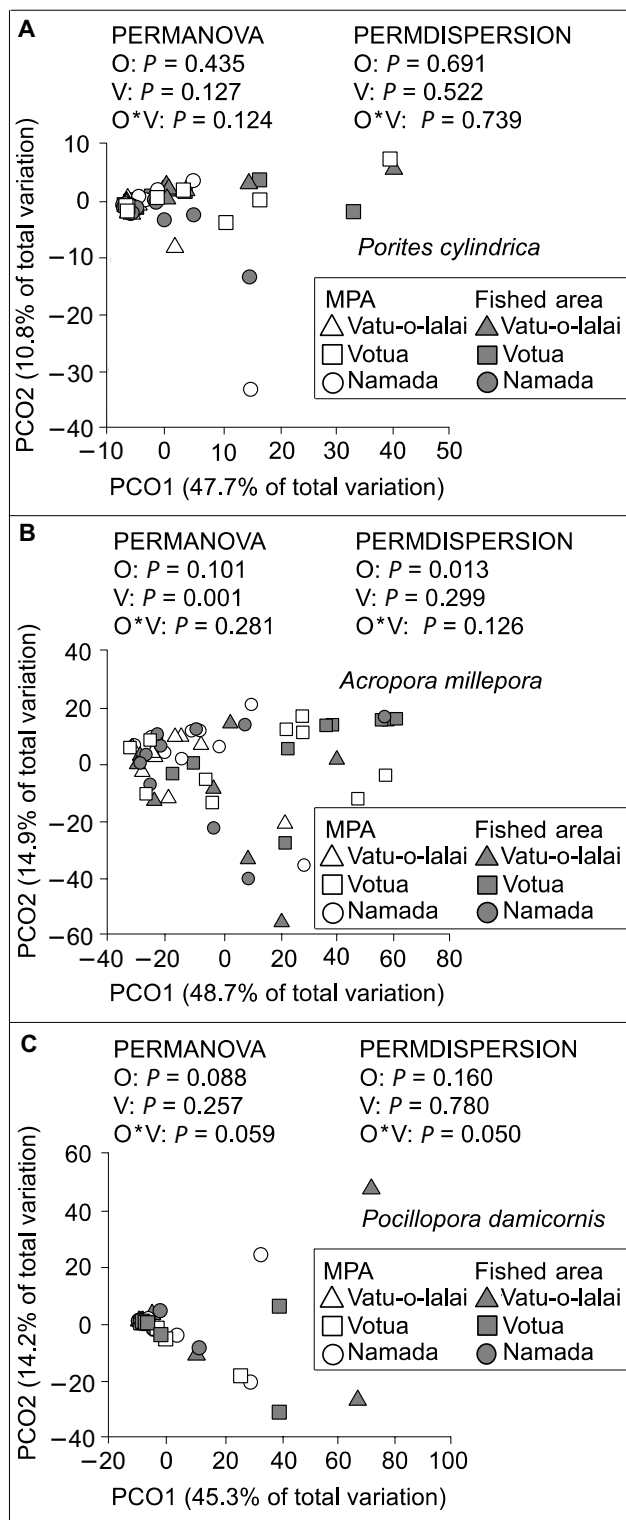 A
PERMANOVA PERMDISPERSION
O: P = 0.435 O: P = 0.691
V: P = 0.127 V: P = 0.522
O*V: P = 0.124 O*V: P = 0.739
10
0
−10
−20
−30
−40
PCO2 (10.8% of total variation)
Porites cylindrica
MPA Fished area
Vatu-o-lalai Vatu-o-lalai
Votua Votua
Namada Namada
−10 0 10 20 30 40 50
PCO1 (47.7% of total variation)
B
PERMANOVA PERMDISPERSION
O: P = 0.101 O: P = 0.013
V: P = 0.001 V: P = 0.299
O*V: P = 0.281 O*V: P = 0.126
40
20
0
−20
−40
−60
PCO2 (14.9% of total variation)
Acropora millepora
MPA Fished area
Vatu-o-lalai Vatu-o-lalai
Votua Votua
Namada Namada
−40 −20 0 20 40 60 80
PCO1 (48.7% of total variation)
C
PERMANOVA PERMDISPERSION
O: P = 0.088 O: P = 0.160
V: P = 0.257 V: P = 0.780
O*V: P = 0.059 O*V: P = 0.050
60
40
20
0
−20
−40
PCO2 (14.2% of total variation)
Pocillopora damicornis
MPA Fished area
Vatu-o-lalai Vatu-o-lalai
Votua Votua
Namada Namada
−20 0 20 40 60 80 100
PCO1 (45.3% of total variation)